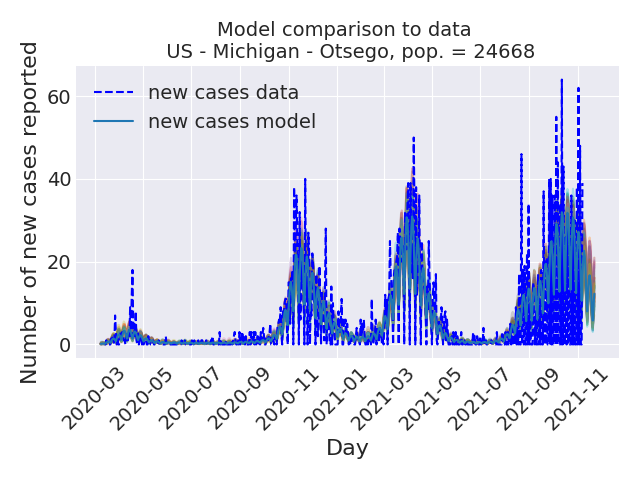 Model comparison to data
US - Michigan - Otsego, pop. = 24668
Number of new cases reported
60
40
20
0
new cases data
new cases model
2020-03
2020-05
2020-07
2020-09
2020-11
2021-01
2021-03
2021-05
2021-07
2021-09
2021-11
Day